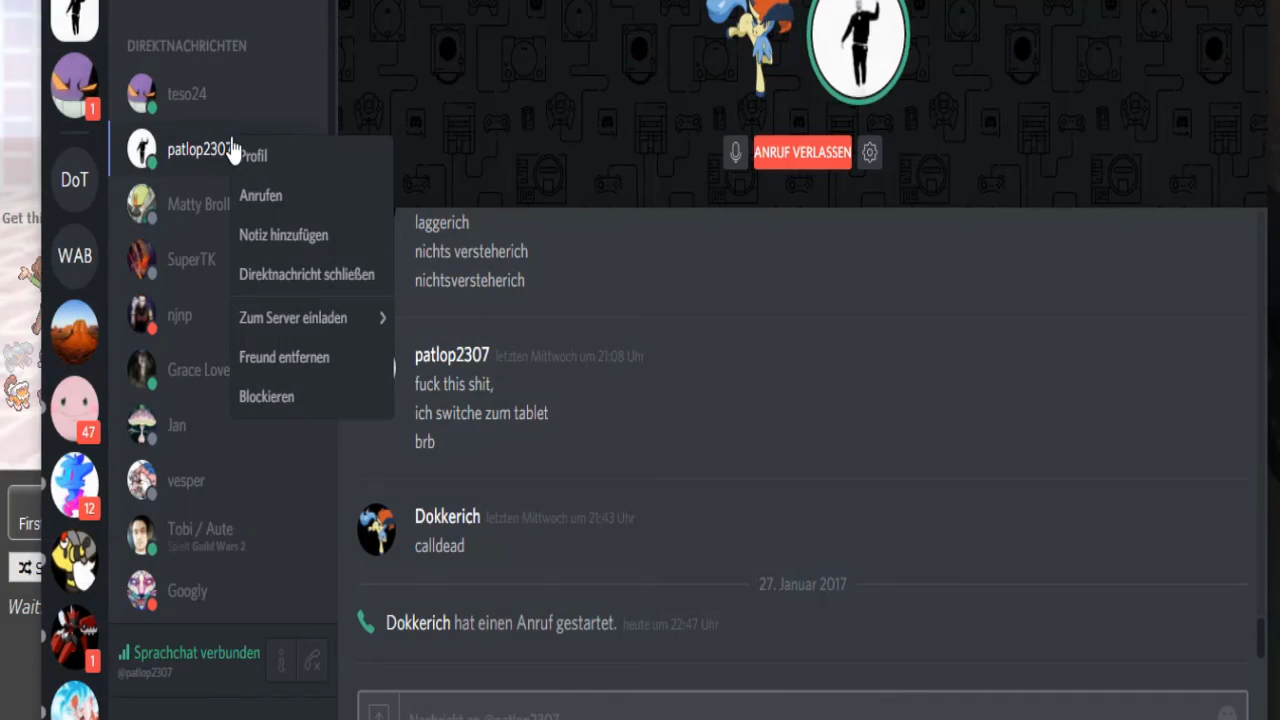 DIREKTNACHRICHTEN
1
teso24
patlop2307
DoT
Matty Broll
Get thi
WAB
SuperTK
njnp
Grace Love
47
Jan
12
vesper
Tobi / Aute
Spielt Guild Wars 2
Googly
Firs
Wait
1
Sprachchat verbunden
@patlop2307
Profil
Anrufen
Notiz hinzufügen
Direktnachricht schließen
Zum Server einladen
Freund entfernen
Blockieren
ANRUF VERLASSEN
laggerich
nichts versteherich
nichtsversteherich
patlop2307 letzten Mittwoch um 21:08 Uhr
fuck this shit,
ich switche zum tablet
brb
Dokkerich letzten Mittwoch um 21:43 Uhr
calldead
27. Januar 2017
Dokkerich hat einen Anruf gestartet. heute um 22:47 Uhr
Nachricht an @patlop2307